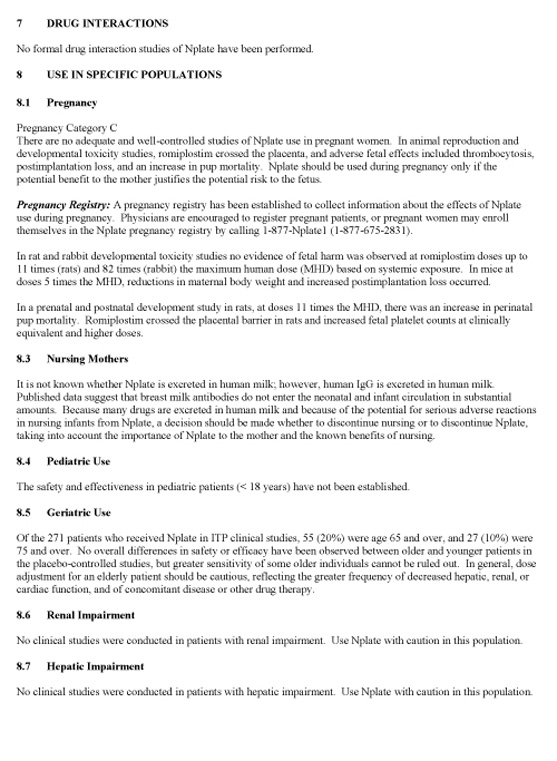 7 DRUG INTERACTIONS
No formal drug interaction studies of Nplate have been performed.
8 USE IN SPECIFIC POPULATIONS
8.1 Pregnancy
Pregnancy Category C
There are no adequate and well-controlled studies of Nplate use in pregnant women. In animal reproduction and
developmental toxicity studies, romiplostim crossed the placenta, and adverse fetal effects included thrombocytosis,
postimplantation loss, and an increase in pup mortality. Nplate should be used during pregnancy only if the
potential benefit to the mother justifies the potential risk to the fetus.
Pregnancy Registry: A pregnancy registry has been established to collect information about the effects of Nplate
use during pregnancy. Physicians are encouraged to register pregnant patients, or pregnant women may enroll
themselves in the Nplate pregnancy registry by calling 1-877-Nplate1 (1-877-675-2831).
In rat and rabbit developmental toxicity studies no evidence of fetal harm was observed at romiplostim doses up to
11 times (rats) and 82 times (rabbit) the maximum human dose (MHD) based on systemic exposure. In mice at
doses 5 times the MHD, reductions in maternal body weight and increased postimplantation loss occurred.
In a prenatal and postnatal development study in rats, at doses 11 times the MHD, there was an increase in perinatal
pup mortality. Romiplostim crossed the placental barrier in rats and increased fetal platelet counts at clinically
equivalent and higher doses.
8.3 Nursing Mothers
It is not known whether Nplate is excreted in human milk; however, human IgG is excreted in human milk.
Published data suggest that breast milk antibodies do not enter the neonatal and infant circulation in substantial
amounts. Because many drugs are excreted in human milk and because of the potential for serious adverse reactions
in nursing infants from Nplate, a decision should be made whether to discontinue nursing or to discontinue Nplate,
taking into account the importance of Nplate to the mother and the known benefits of nursing.
8.4 Pediatric Use
The safety and effectiveness in pediatric patients (< 18 years) have not been established.
8.5 Geriatric Use
Of the 271 patients who received Nplate in ITP clinical studies, 55 (20%) were age 65 and over, and 27 (10%) were
75 and over. No overall differences in safety or efficacy have been observed between older and younger patients in
the placebo-controlled studies, but greater sensitivity of some older individuals cannot be ruled out. In general, dose
adjustment for an elderly patient should be cautious, reflecting the greater frequency of decreased hepatic, renal, or
cardiac function, and of concomitant disease or other drug therapy.
8.6 Renal Impairment
No clinical studies were conducted in patients with renal impairment. Use Nplate with caution in this population.
8.7 Hepatic Impairment
No clinical studies were conducted in patients with hepatic impairment. Use Nplate with caution in this population.